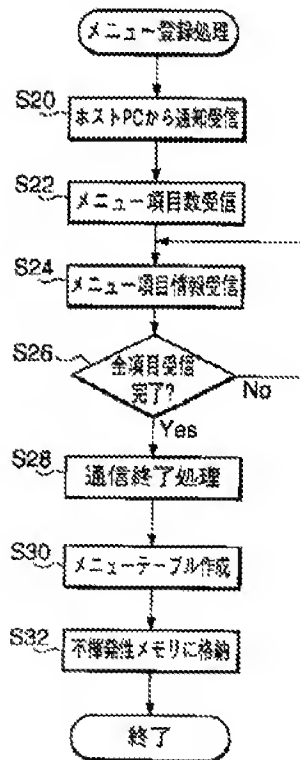 メニュー登録処理
S20
ホストPCから通知受信
S22
メニュー項目数受信
S24
メニュー項目情報受信
S26
全項目受信
完了?
No
Yes
S28
通信終了処理
S30
メニューテーブル作成
S32
不揮発性メモリに格納
終了